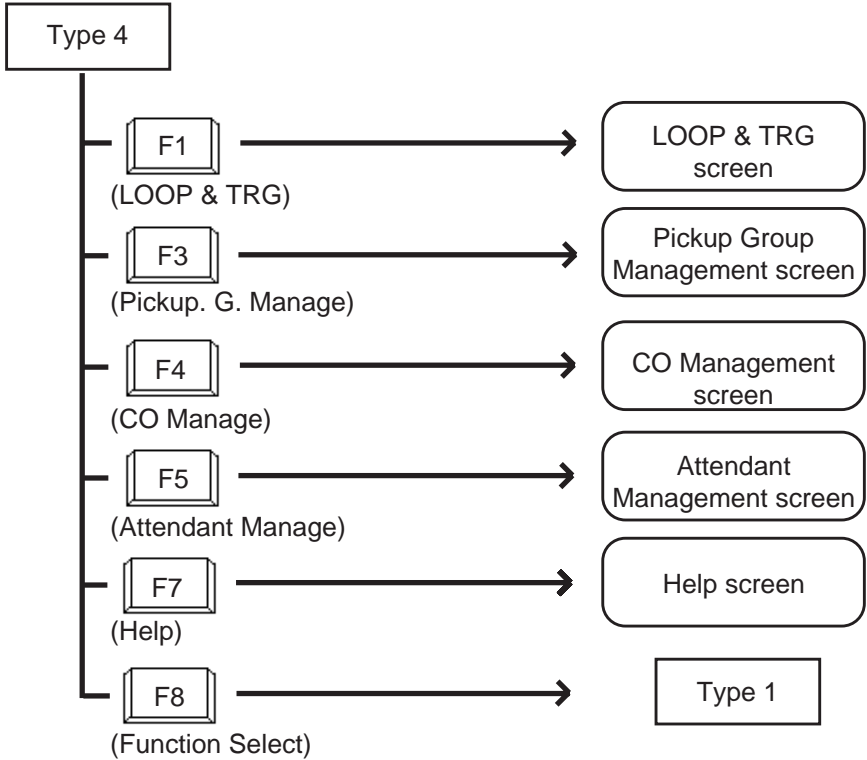 Type 4
F1
(LOOP & TRG)
LOOP & TRG
screen
F3
(Pickup. G. Manage)
Pickup Group
Management screen
F4
(CO Manage)
CO Management
screen
F5
(Attendant Manage)
Attendant
Management screen
F7
(Help)
Help screen
F8
(Function Select)
Type 1